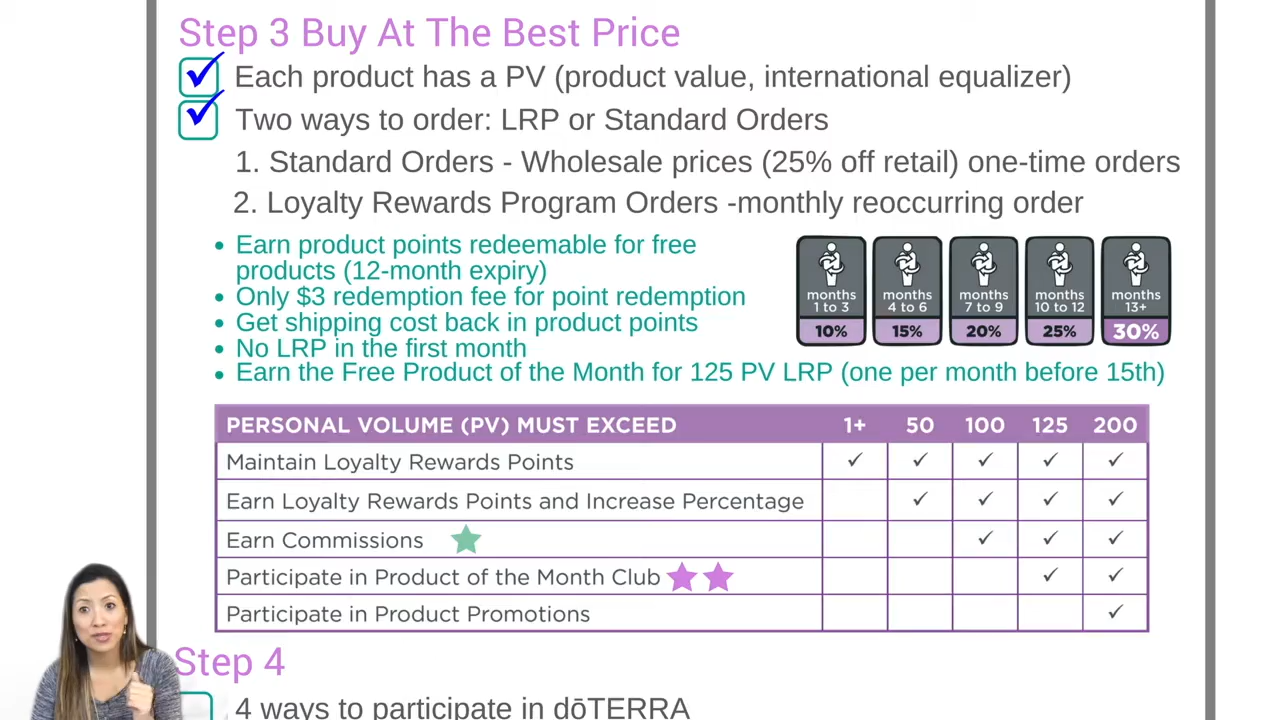 Step 3 Buy At The Best Price
Each product has a PV (product value, international equalizer)
Two ways to order: LRP or Standard Orders
1. Standard Orders - Wholesale prices (25% off retail) one-time orders
2. Loyalty Rewards Program Orders -monthly reoccurring order
Earn product points redeemable for free
products (12-month expiry)
Only $3 redemption fee for point redemption
Get shipping cost back in product points
No LRP in the first month
Earn the Free Product of the Month for 125 PV LRP (one per month before 15th)
months months months months months
1 to 3 4 to 6 7 to 9 10 to 12 13+
10% 15% 20% 25% 30%
PERSONAL VOLUME (PV) MUST EXCEED 1+ 50 100 125 200
Maintain Loyalty Rewards Points ✓ ✓ ✓ ✓ ✓
Earn Loyalty Rewards Points and Increase Percentage ✓ ✓ ✓ ✓
Earn Commissions ✓ ✓ ✓
Participate in Product of the Month Club ✓ ✓
Participate in Product Promotions ✓
Step 4
4 ways to participate in dōTERRA